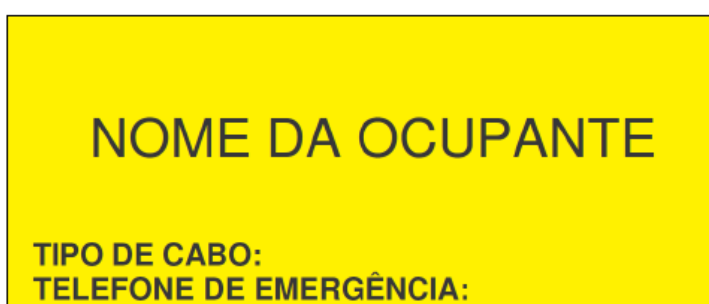 NOME DA OCUPANTE
TIPO DE CABO:
TELEFONE DE EMERGÊNCIA: